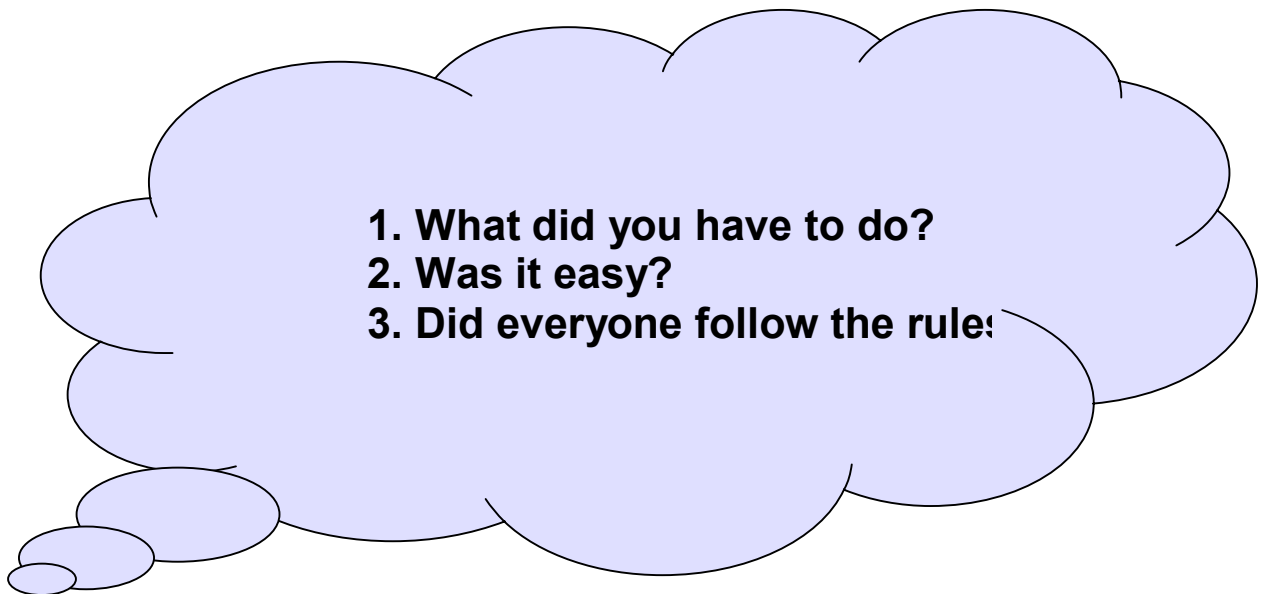 1. What did you have to do?
2. Was it easy?
3. Did everyone follow the rules